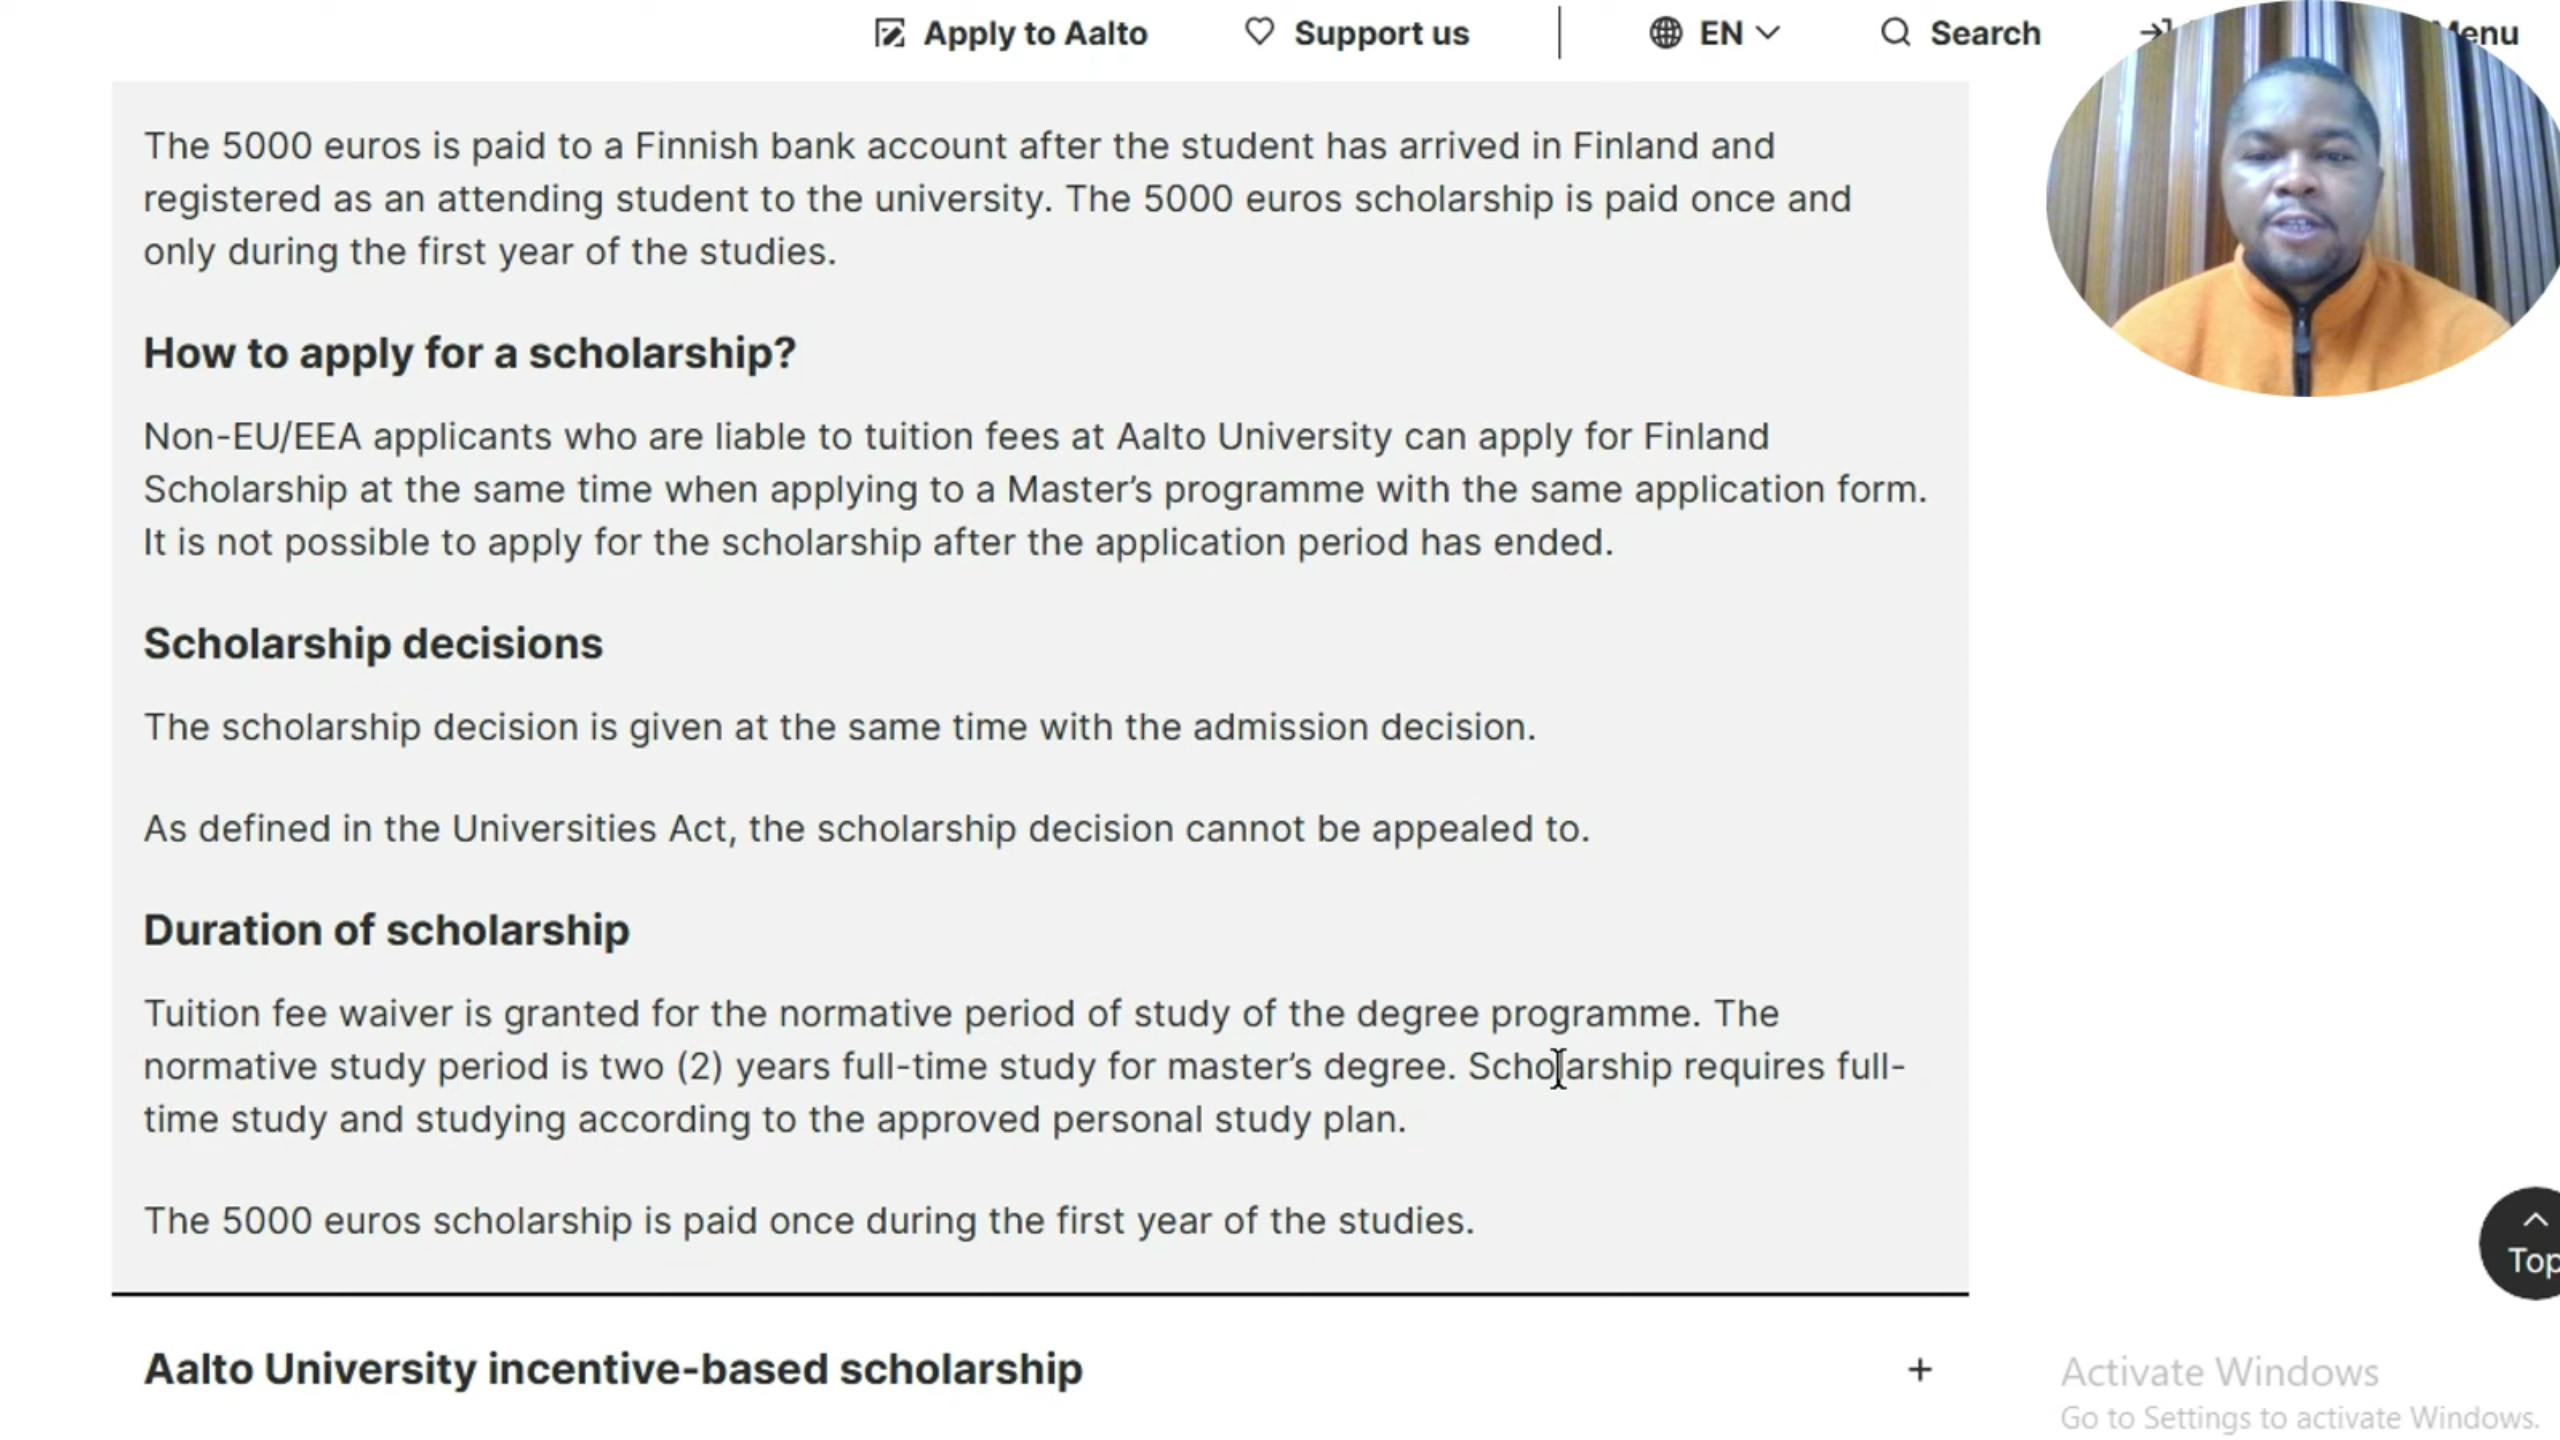 Apply to Aalto
Support us
EN
Search
Menu
The 5000 euros is paid to a Finnish bank account after the student has arrived in Finland and
registered as an attending student to the university. The 5000 euros scholarship is paid once and
only during the first year of the studies.
How to apply for a scholarship?
Non-EU/EEA applicants who are liable to tuition fees at Aalto University can apply for Finland
Scholarship at the same time when applying to a Master’s programme with the same application form.
It is not possible to apply for the scholarship after the application period has ended.
Scholarship decisions
The scholarship decision is given at the same time with the admission decision.
As defined in the Universities Act, the scholarship decision cannot be appealed to.
Duration of scholarship
Tuition fee waiver is granted for the normative period of study of the degree programme. The
normative study period is two (2) years full-time study for master’s degree. Scholarship requires full-
time study and studying according to the approved personal study plan.
The 5000 euros scholarship is paid once during the first year of the studies.
Top
Aalto University incentive-based scholarship
+
Activate Windows
Go to Settings to activate Windows.